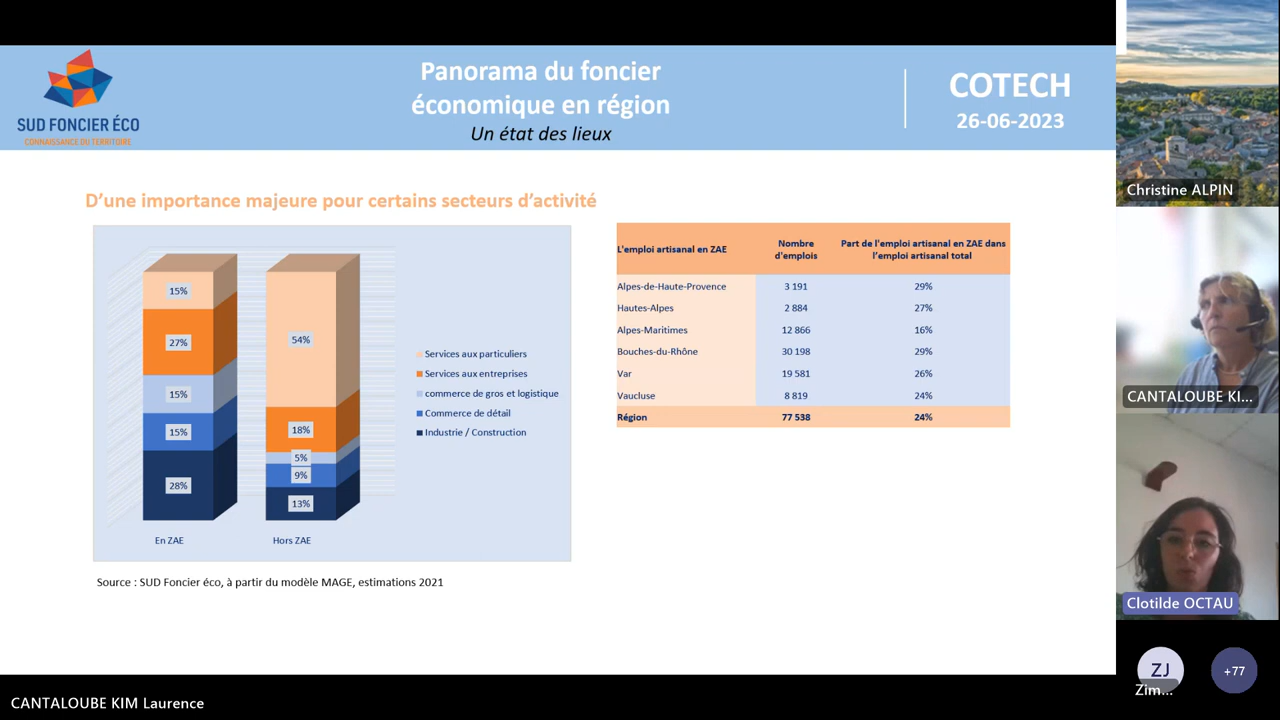 SUD FONCIER ÉCO
CONNAISSANCE DU TERRITOIRE
Panorama du foncier
économique en région
Un état des lieux
COTECH
26-06-2023
D’une importance majeure pour certains secteurs d’activité
15%
27%
15%
15%
28%
En ZAE
54%
18%
5%
9%
13%
Hors ZAE
Services aux particuliers
Services aux entreprises
commerce de gros et logistique
Commerce de détail
Industrie / Construction
Source : SUD Foncier éco, à partir du modèle MAGE, estimations 2021
L'emploi artisanal en ZAE
Nombre
d'emplois
Part de l'emploi artisanal en ZAE dans
l’emploi artisanal total
Alpes-de-Haute-Provence 3 191 29%
Hautes-Alpes 2 884 27%
Alpes-Maritimes 12 866 16%
Bouches-du-Rhône 30 198 29%
Var 19 581 26%
Vaucluse 8 819 24%
Région 77 538 24%
Christine ALPIN
CANTALOUBE KI...
Clotilde OCTAU
ZJ
Zim...
+77
CANTALOUBE KIM Laurence